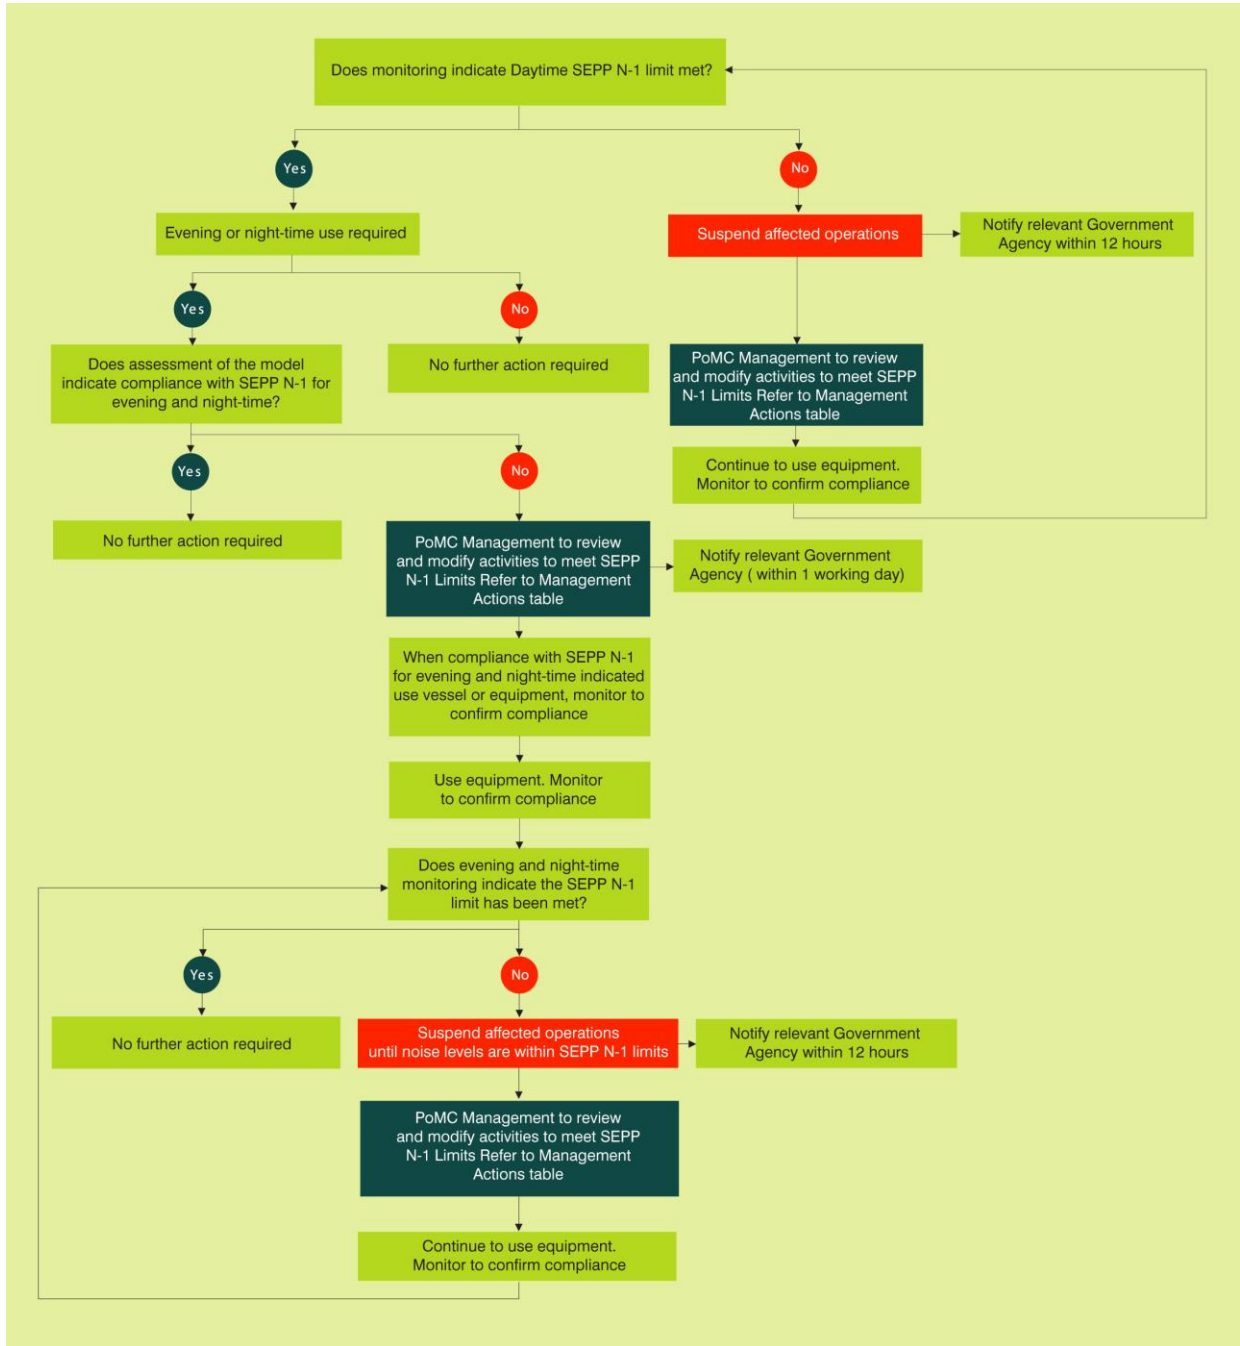 Does monitoring indicate Daytime SEPP N-1 limit met?
Yes
No
Evening or night-time use required
Suspend affected operations
Notify relevant Government
Agency within 12 hours
Yes
No
Does assessment of the model
indicate compliance with SEPP N-1 for
evening and night-time?
No further action required
PoMC Management to review
and modify activities to meet SEPP
N-1 Limits Refer to Management
Actions table
Yes
No
Continue to use equipment.
Monitor to confirm compliance
No further action required
PoMC Management to review
and modify activities to meet SEPP
N-1 Limits Refer to Management
Actions table
Notify relevant Government
Agency ( within 1 working day)
When compliance with SEPP N-1
for evening and night-time indicated
use vessel or equipment, monitor to
confirm compliance
Use equipment. Monitor
to confirm compliance
Does evening and night-time
monitoring indicate the SEPP N-1
limit has been met?
Yes
No
No further action required
Suspend affected operations
until noise levels are within SEPP N-1 limits
Notify relevant Government
Agency within 12 hours
PoMC Management to review
and modify activities to meet SEPP
N-1 Limits Refer to Management
Actions table
Continue to use equipment.
Monitor to confirm compliance